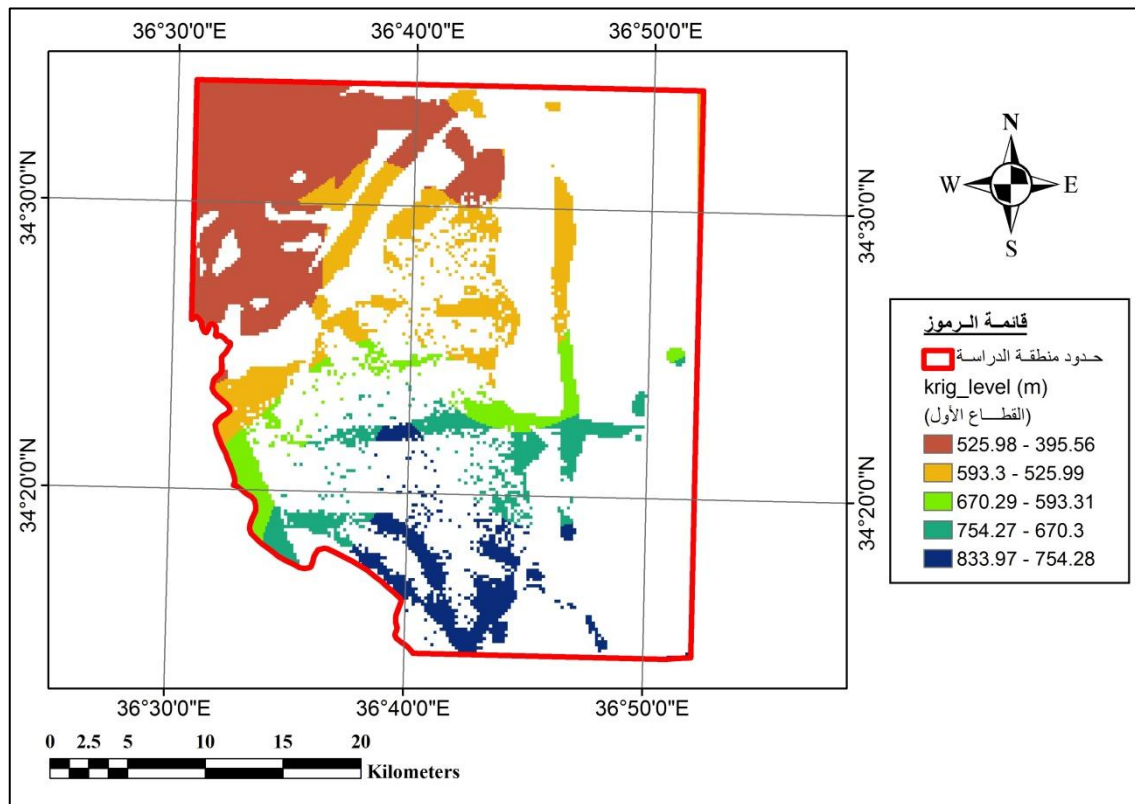 36°30'0"E
36°40'0"E
36°50'0"E
34°30'0"N
34°30'0"N
34°20'0"N
34°20'0"N
36°30'0"E
36°40'0"E
36°50'0"E
N
W
E
S
قائمـة الـرموز
حـدود منطقـة الدراسـة
krig_level (m)
(القطـــاع الأول)
525.98 - 395.56
593.3 - 525.99
670.29 - 593.31
754.27 - 670.3
833.97 - 754.28
0 2.5 5 10 15 20
Kilometers